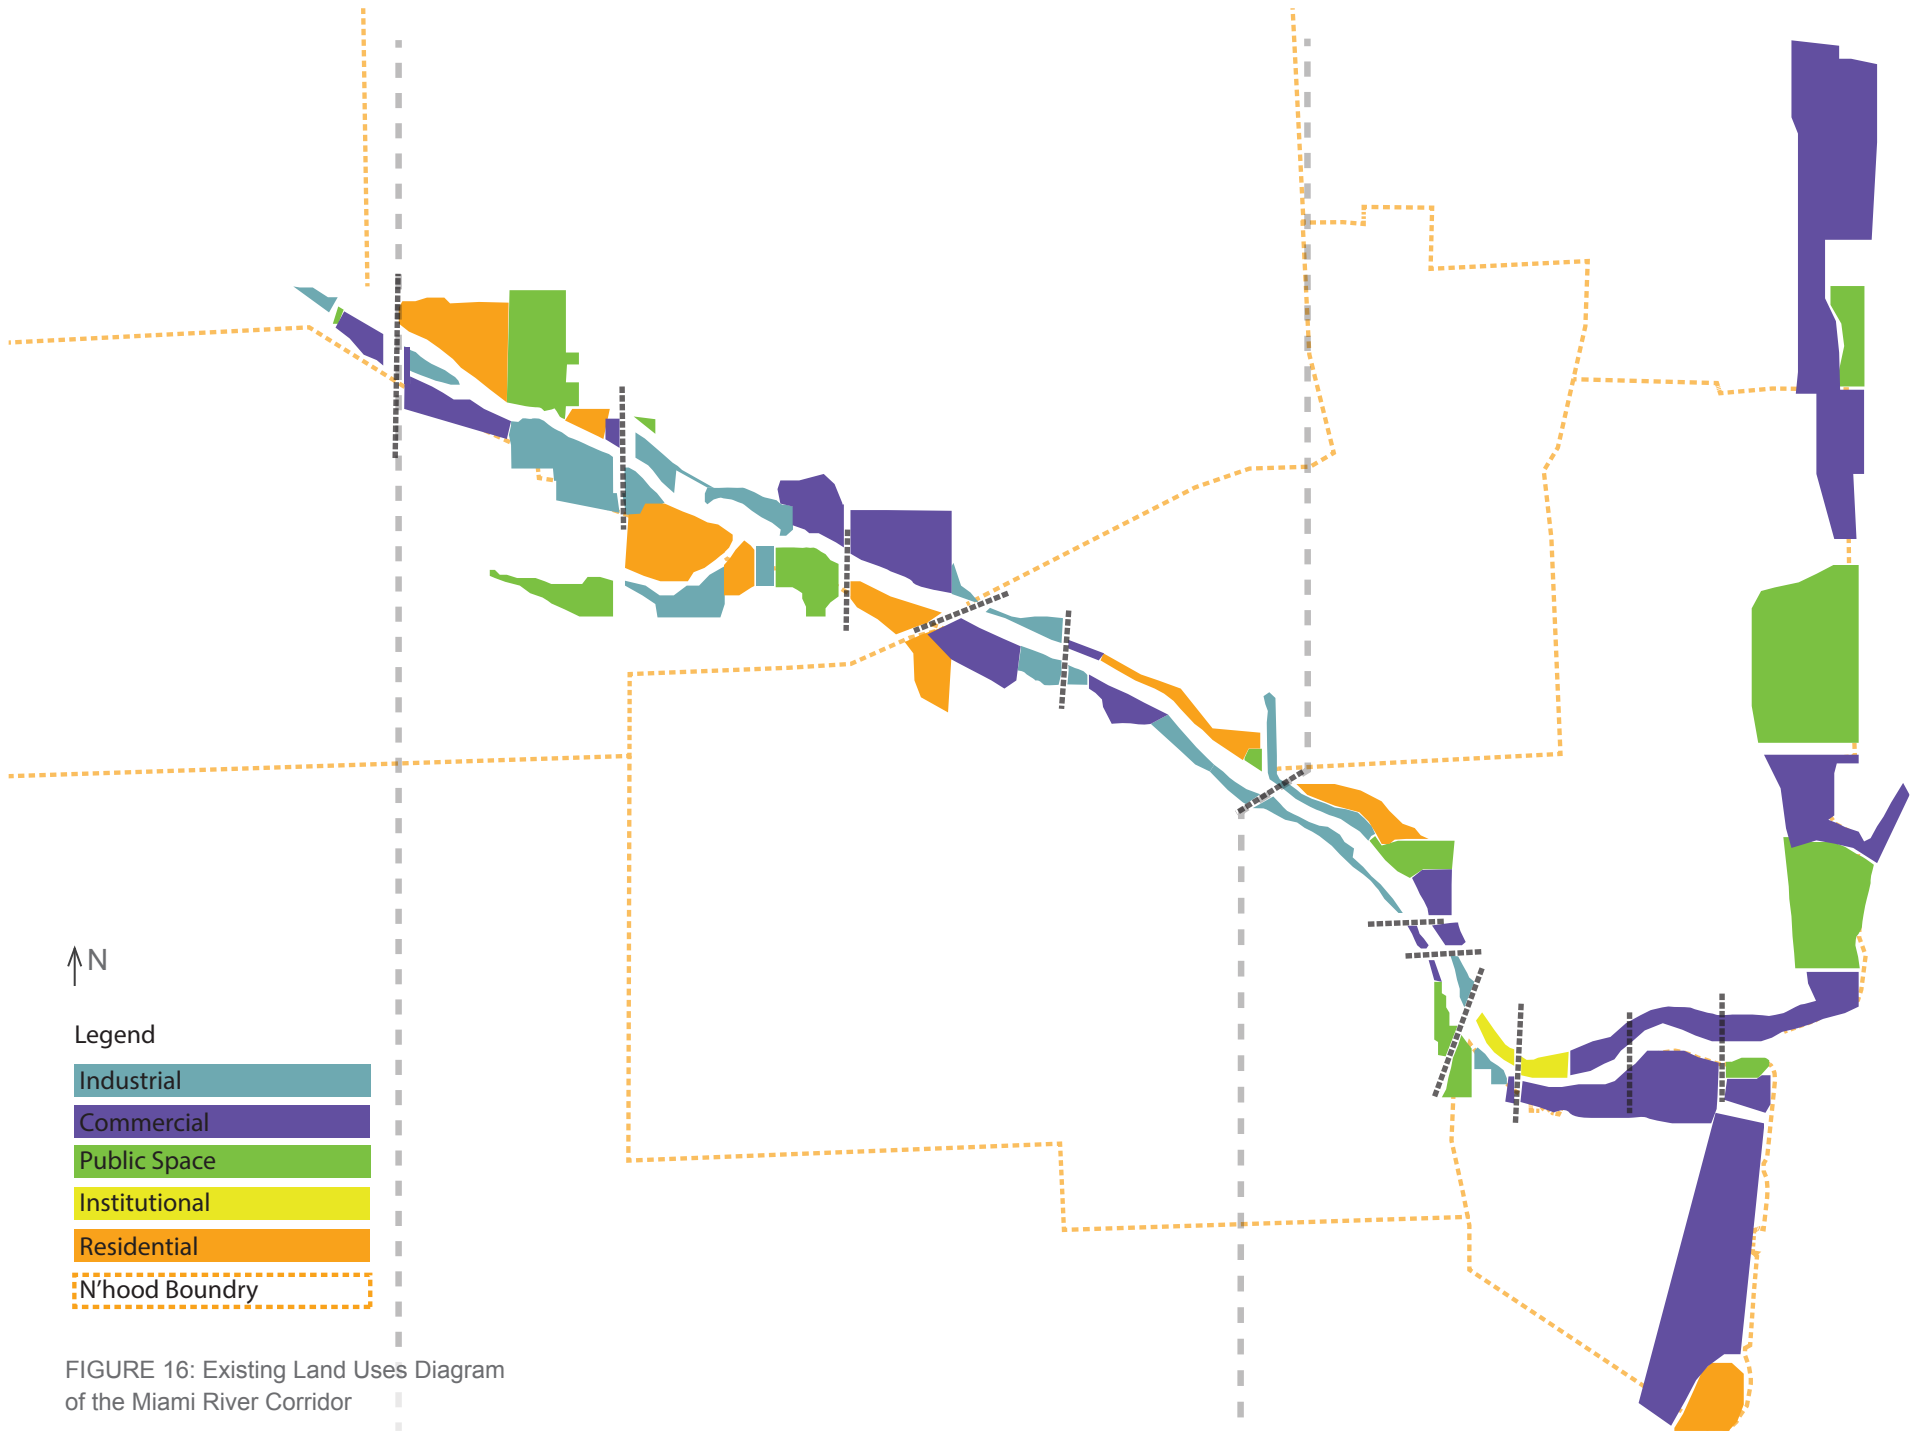 N
Legend
Industrial
Commercial
Public Space
Institutional
Residential
N'hood Boundry
FIGURE 16: Existing Land Uses Diagram
of the Miami River Corridor